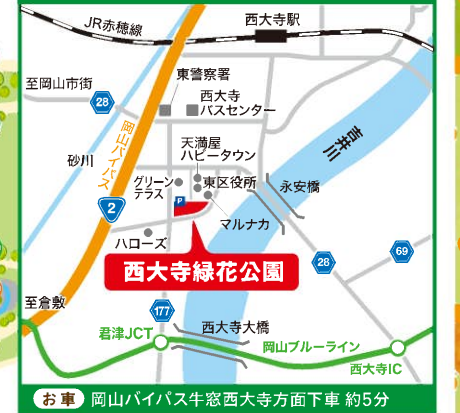 JR赤穂線
西大寺駅
至岡山市街
28
東警察署
西大寺
バスセンター
岡山バイパス
砂川
吉井川
天満屋
ハピータウン
グリーン
テラス
東区役所
永安橋
P
2
マルナカ
ハローズ
西大寺緑花公園
28
69
至倉敷
177
君津JCT
西大寺大橋
岡山ブルーライン
西大寺IC
お車 岡山バイパス牛窓西大寺方面下車 約5分